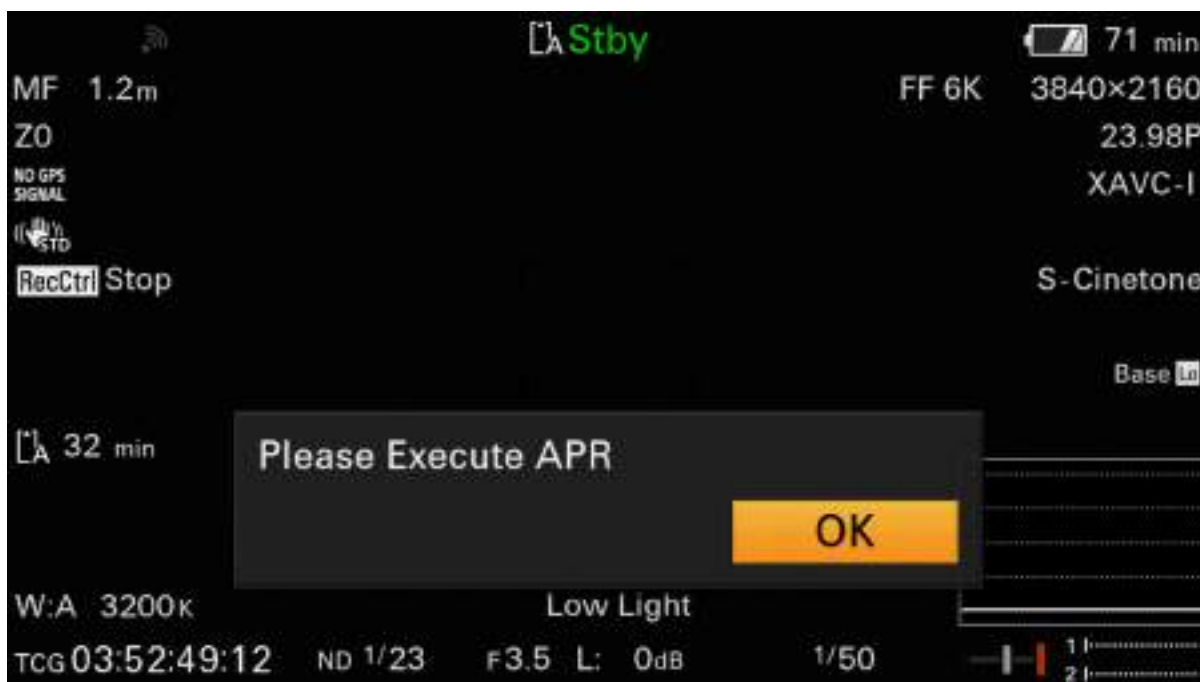 A Stby 71 min
MF 1.2m FF 6K 3840×2160
Z0 23.98P
NO GPS
SIGNAL XAVC-I
STD
RecCtrl Stop S-Cinetone
Base Lo
A 32 min
Please Execute APR
OK
W:A 3200K Low Light
TCG 03:52:49:12 ND 1/23 F3.5 L: 0dB 1/50 1
2